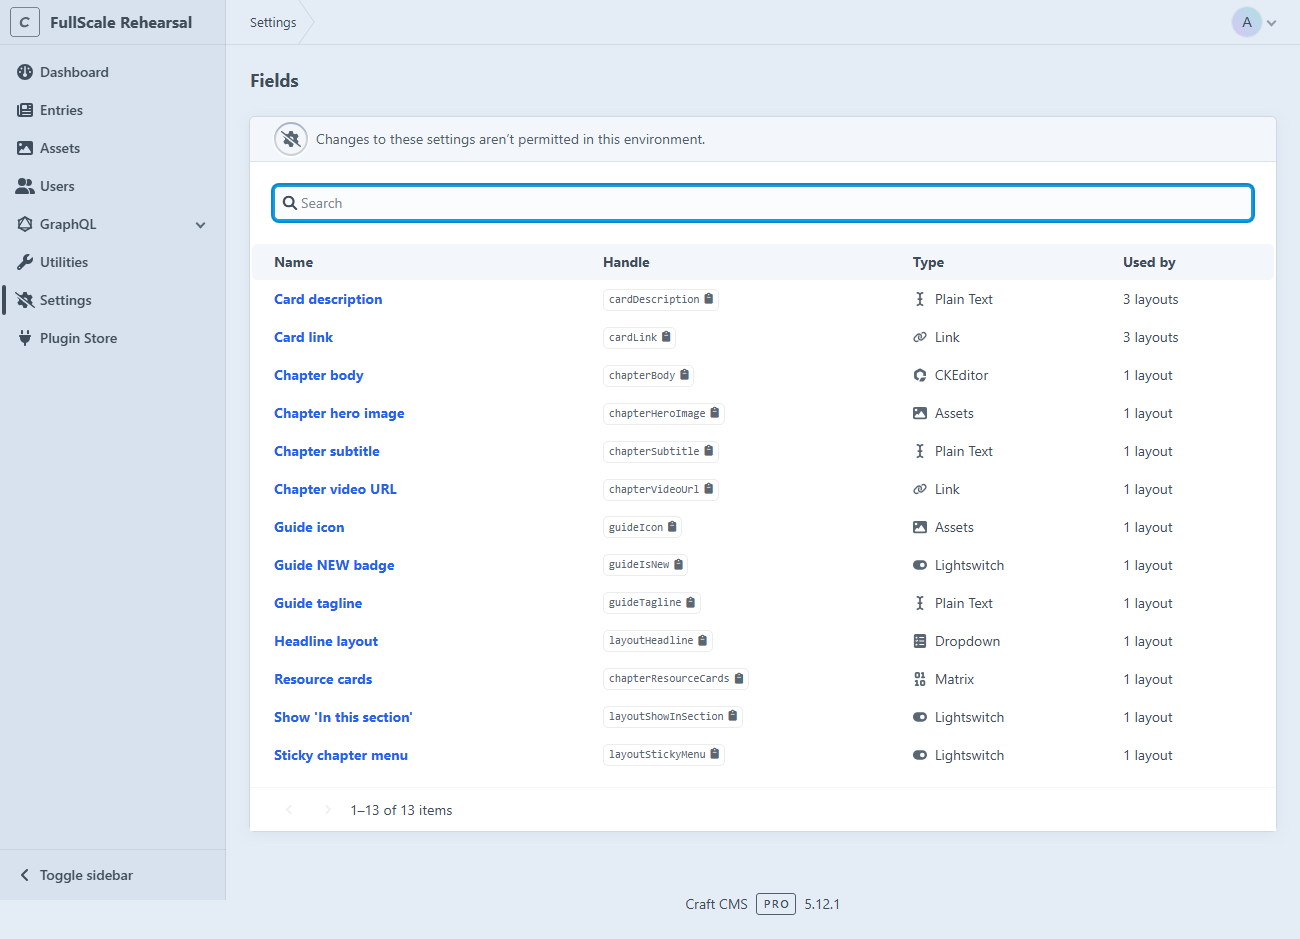 C FullScale Rehearsal
Settings
A
Dashboard
Entries
Assets
Users
GraphQL
Utilities
Settings
Plugin Store
Toggle sidebar
Fields
Changes to these settings aren’t permitted in this environment.
Search
Name Handle Type Used by
Card description cardDescription Plain Text 3 layouts
Card link cardLink Link 3 layouts
Chapter body chapterBody CKEditor 1 layout
Chapter hero image chapterHeroImage Assets 1 layout
Chapter subtitle chapterSubtitle Plain Text 1 layout
Chapter video URL chapterVideoUrl Link 1 layout
Guide icon guideIcon Assets 1 layout
Guide NEW badge guideIsNew Lightswitch 1 layout
Guide tagline guideTagline Plain Text 1 layout
Headline layout layoutHeadline Dropdown 1 layout
Resource cards chapterResourceCards Matrix 1 layout
Show 'In this section' layoutShowInSection Lightswitch 1 layout
Sticky chapter menu layoutStickyMenu Lightswitch 1 layout
1–13 of 13 items
Craft CMS PRO 5.12.1